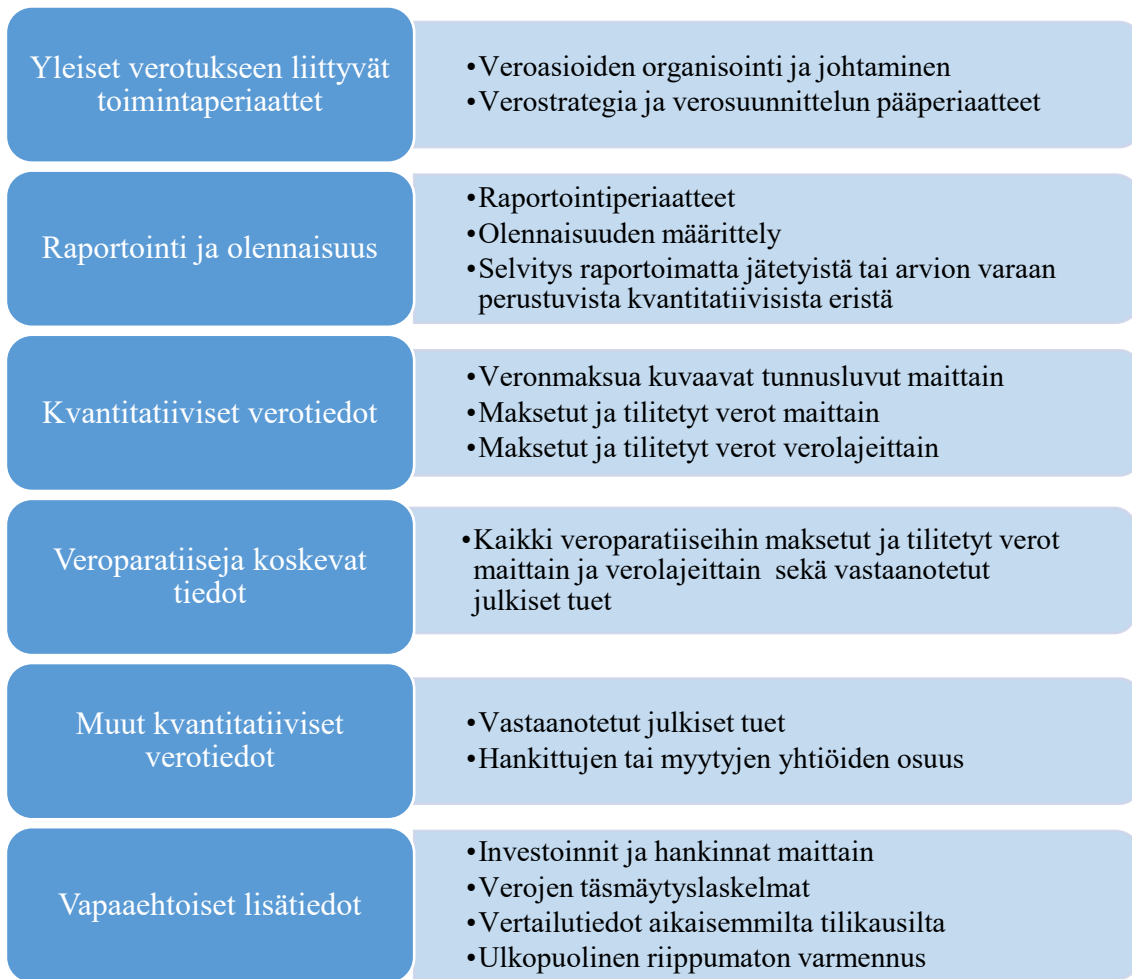 Yleiset verotukseen liittyvät
toimintaperiaattet
•Veroasioiden organisointi ja johtaminen
•Verostrategia ja verosuunnittelun pääperiaatteet
Raportointi ja olennaisuus
•Raportointiperiaatteet
•Olennaisuuden määrittely
•Selvitys raportoimatta jätetyistä tai arvion varaan
perustuvista kvantitatiivisista eristä
Kvantitatiiviset verotiedot
•Veronmaksua kuvaavat tunnusluvut maittain
•Maksetut ja tilitetyt verot maittain
•Maksetut ja tilitetyt verot verolajeittain
Veroparatiiseja koskevat
tiedot
•Kaikki veroparatiiseihin maksetut ja tilitetyt verot
maittain ja verolajeittain sekä vastaanotetut
julkiset tuet
Muut kvantitatiiviset
verotiedot
•Vastaanotetut julkiset tuet
•Hankittujen tai myytyjen yhtiöiden osuus
Vapaaehtoiset lisätiedot
•Investoinnit ja hankinnat maittain
•Verojen täsmäytyslaskelmat
•Vertailutiedot aikaisemmilta tilikausilta
•Ulkopuolinen riippumaton varmennus